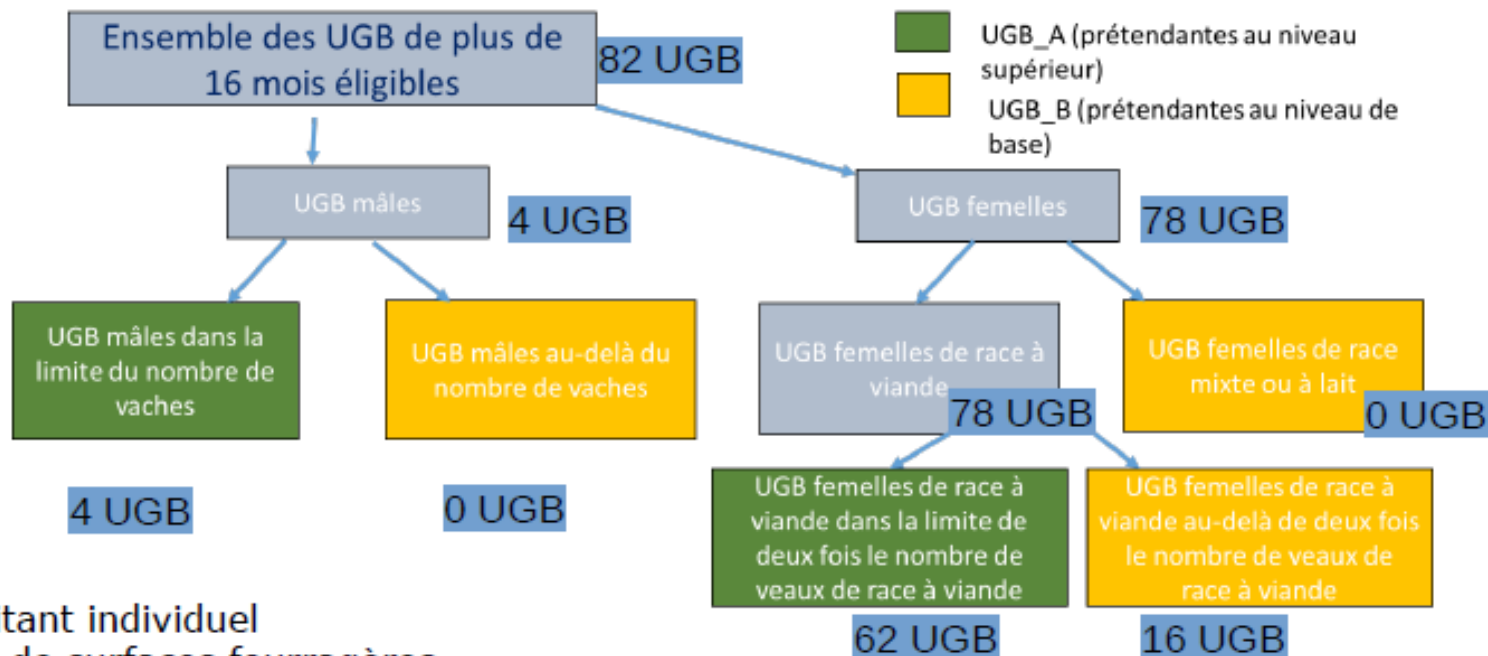 Ensemble des UGB de plus de
16 mois éligibles
82 UGB
UGB_A (prétendantes au niveau
supérieur)
UGB_B (prétendantes au niveau de
base)
UGB mâles
4 UGB
UGB femelles
78 UGB
UGB mâles dans la
limite du nombre de
vaches
4 UGB
UGB mâles au-delà du
nombre de vaches
0 UGB
UGB femelles de race à
viande
78 UGB
UGB femelles de race
mixte ou à lait
0 UGB
UGB femelles de race à
viande dans la limite de
deux fois le nombre de
veaux de race à viande
62 UGB
UGB femelles de race à
viande au-delà de deux fois
le nombre de veaux de
race à viande
16 UGB
itant individuel
de surfaces fourragères